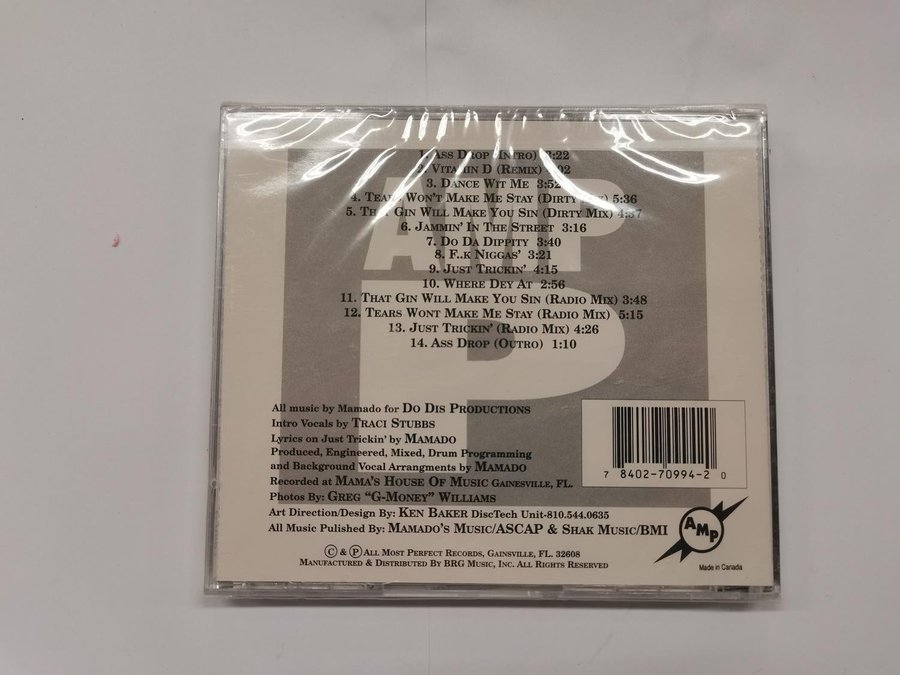 1. Ass Drop (Intro) 3:22
2. Vitamin D (Remix) :02
3. Dance Wit Me 3:52
4. Tears Won't Make Me Stay (Dirty Mix) 5:36
5. That Gin Will Make You Sin (Dirty Mix) 4:37
6. Jammin' In The Street 3:16
7. Do Da Dippity 3:40
8. F..k Niggas' 3:21
9. Just Trickin' 4:15
10. Where Dey At 2:56
11. That Gin Will Make You Sin (Radio Mix) 3:48
12. Tears Wont Make Me Stay (Radio Mix) 5:15
13. Just Trickin' (Radio Mix) 4:26
14. Ass Drop (Outro) 1:10
AMP
P
All music by Mamado for Do Dis Productions
Intro Vocals by Traci Stubbs
Lyrics on Just Trickin' by Mamado
Produced, Engineered, Mixed, Drum Programming
and Background Vocal Arrangments by Mamado
Recorded at Mama's House Of Music Gainesville, FL.
Photos By: Greg "G-Money" Williams
Art Direction/Design By: Ken Baker DiscTech Unit-810.544.0635
All Music Pulished By: Mamado's Music/ASCAP & Shak Music/BMI
7 78402-70994-2 0
AMP
Made in Canada
© & ℗ All Most Perfect Records, Gainsville, FL. 32608
Manufactured & Distributed By BRG Music, Inc. All Rights Reserved